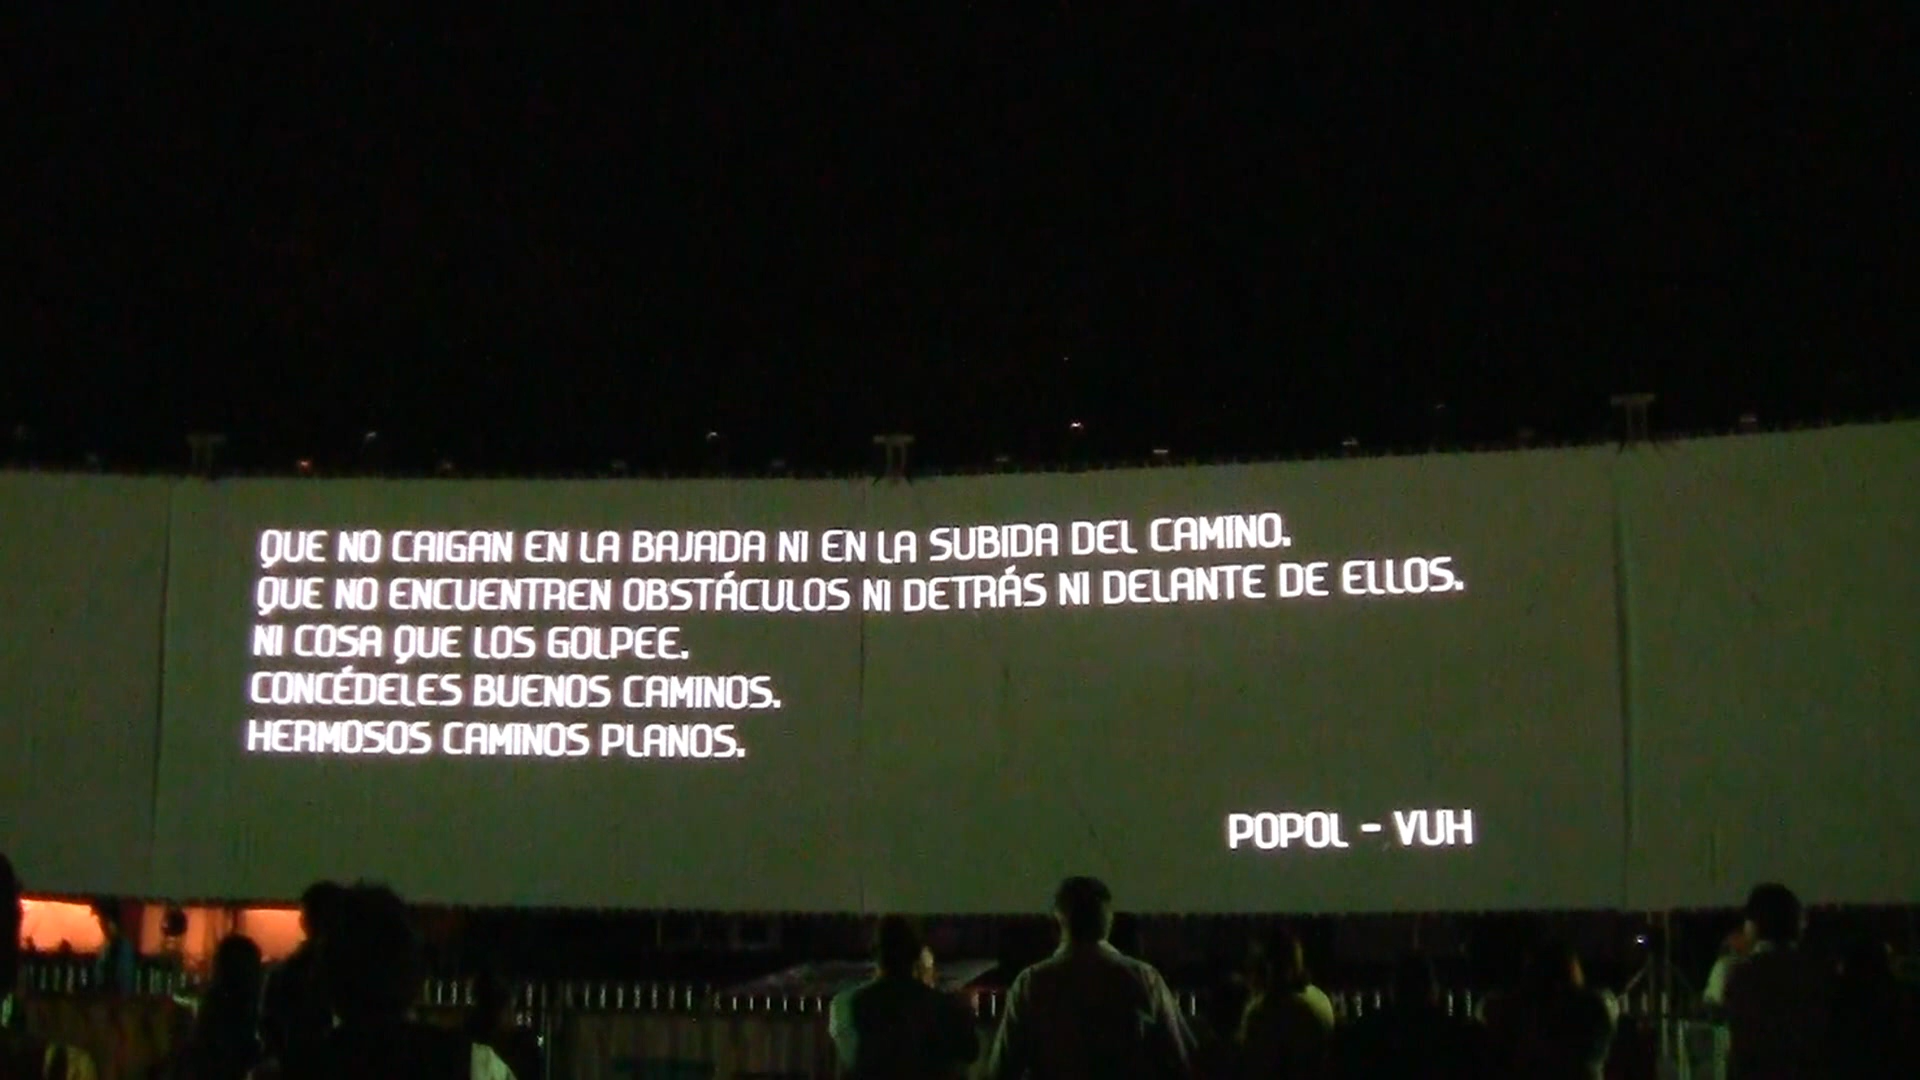 QUE NO CAIGAN EN LA BAJADA NI EN LA SUBIDA DEL CAMINO.
QUE NO ENCUENTREN OBSTÁCULOS NI DETRÁS NI DELANTE DE ELLOS.
NI COSA QUE LOS GOLPEE.
CONCÉDELES BUENOS CAMINOS.
HERMOSOS CAMINOS PLANOS.
POPOL - VUH